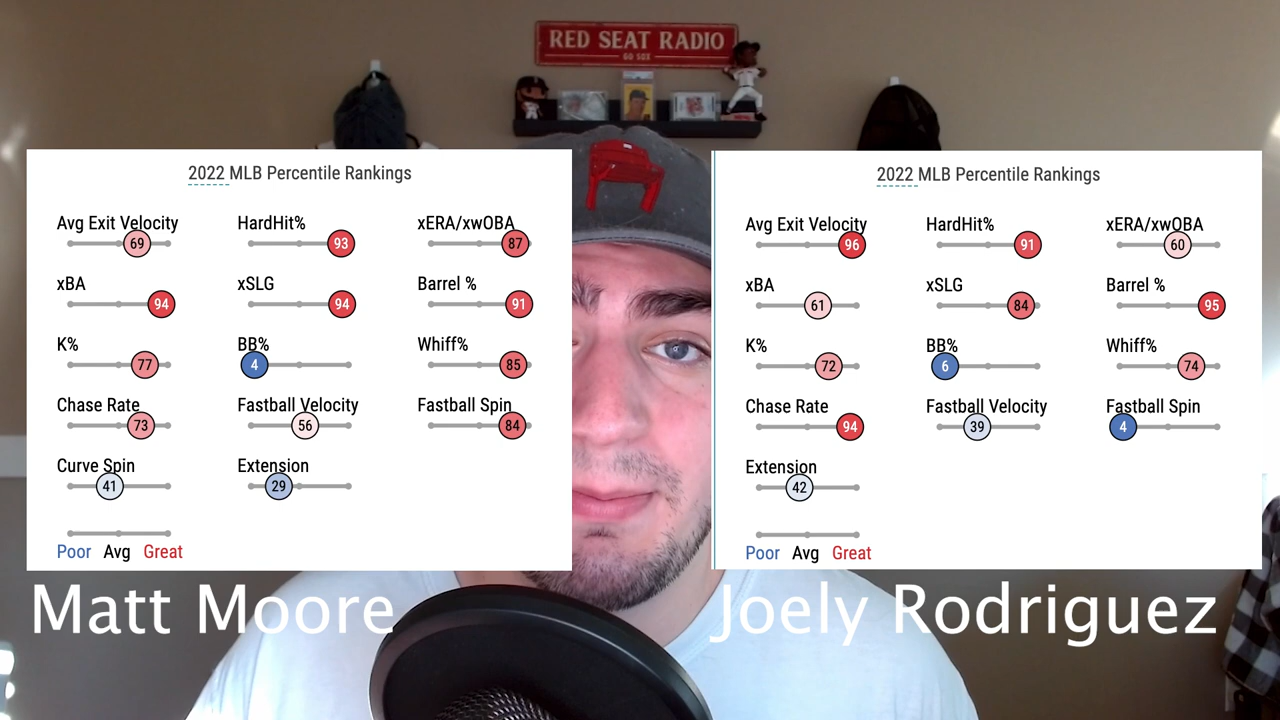 RED SEAT RADIO
GO SOX
2022 MLB Percentile Rankings
Avg Exit Velocity
69
HardHit%
93
xERA/xwOBA
87
xBA
94
xSLG
94
Barrel %
91
K%
77
BB%
4
Whiff%
85
Chase Rate
73
Fastball Velocity
56
Fastball Spin
84
Curve Spin
41
Extension
29
Poor Avg Great
Matt Moore
2022 MLB Percentile Rankings
Avg Exit Velocity
96
HardHit%
91
xERA/xwOBA
60
xBA
61
xSLG
84
Barrel %
95
K%
72
BB%
6
Whiff%
74
Chase Rate
94
Fastball Velocity
39
Fastball Spin
4
Extension
42
Poor Avg Great
Joely Rodriguez